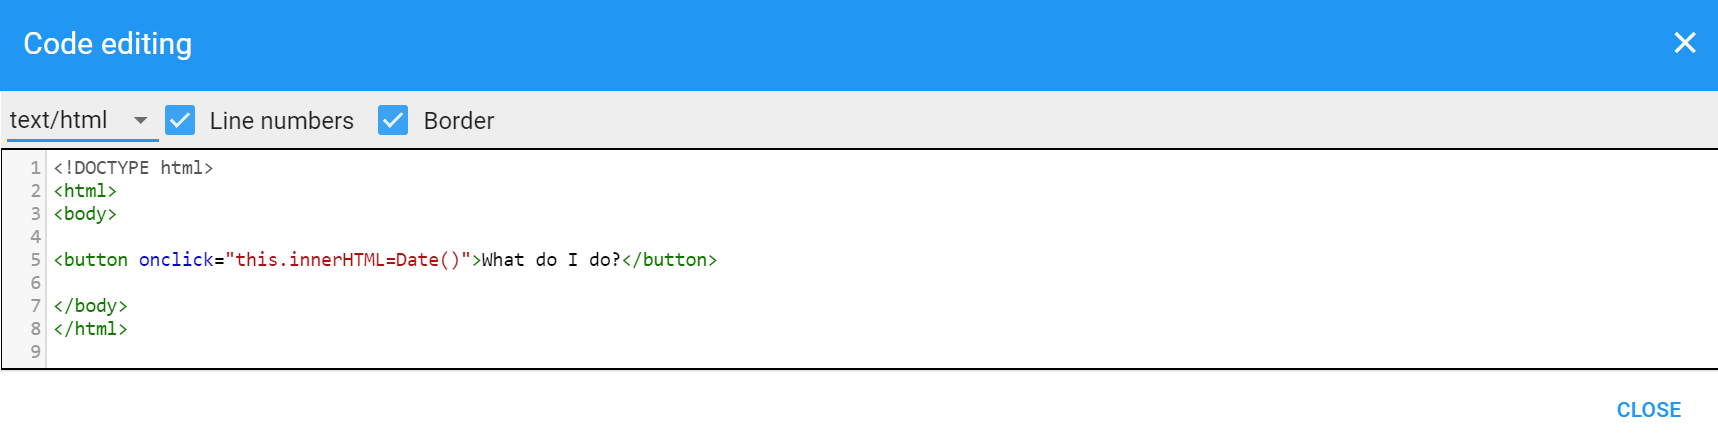 Code editing
text/html Line numbers Border
1 <!DOCTYPE html>
2 <html>
3 <body>
4
5 <button onclick="this.innerHTML=Date()">What do I do?</button>
6
7 </body>
8 </html>
9
CLOSE